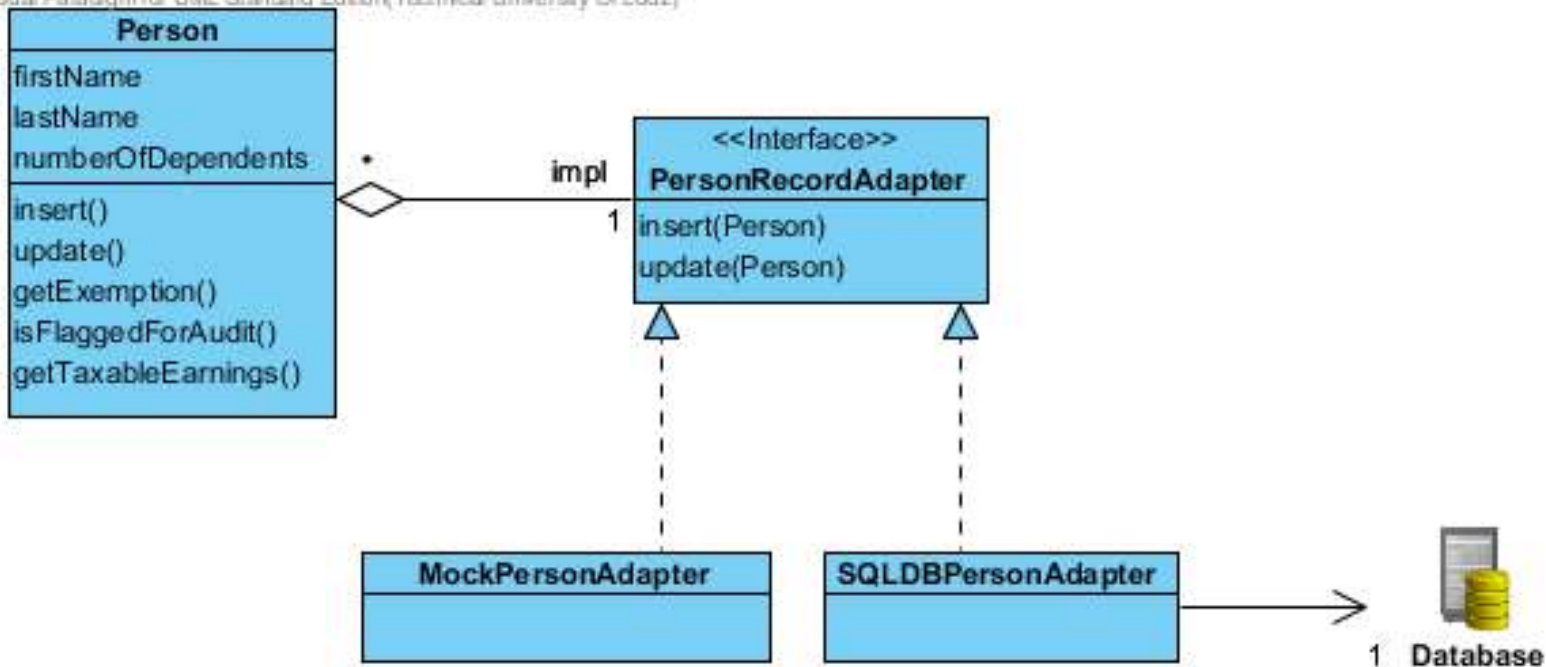 Person
firstName
lastName
numberOfDependents
insert()
update()
getExemption()
isFlaggedForAudit()
getTaxableEarnings()
*
impl
1
<<Interface>>
PersonRecordAdapter
insert(Person)
update(Person)
MockPersonAdapter
SQLDBPersonAdapter
1 Database